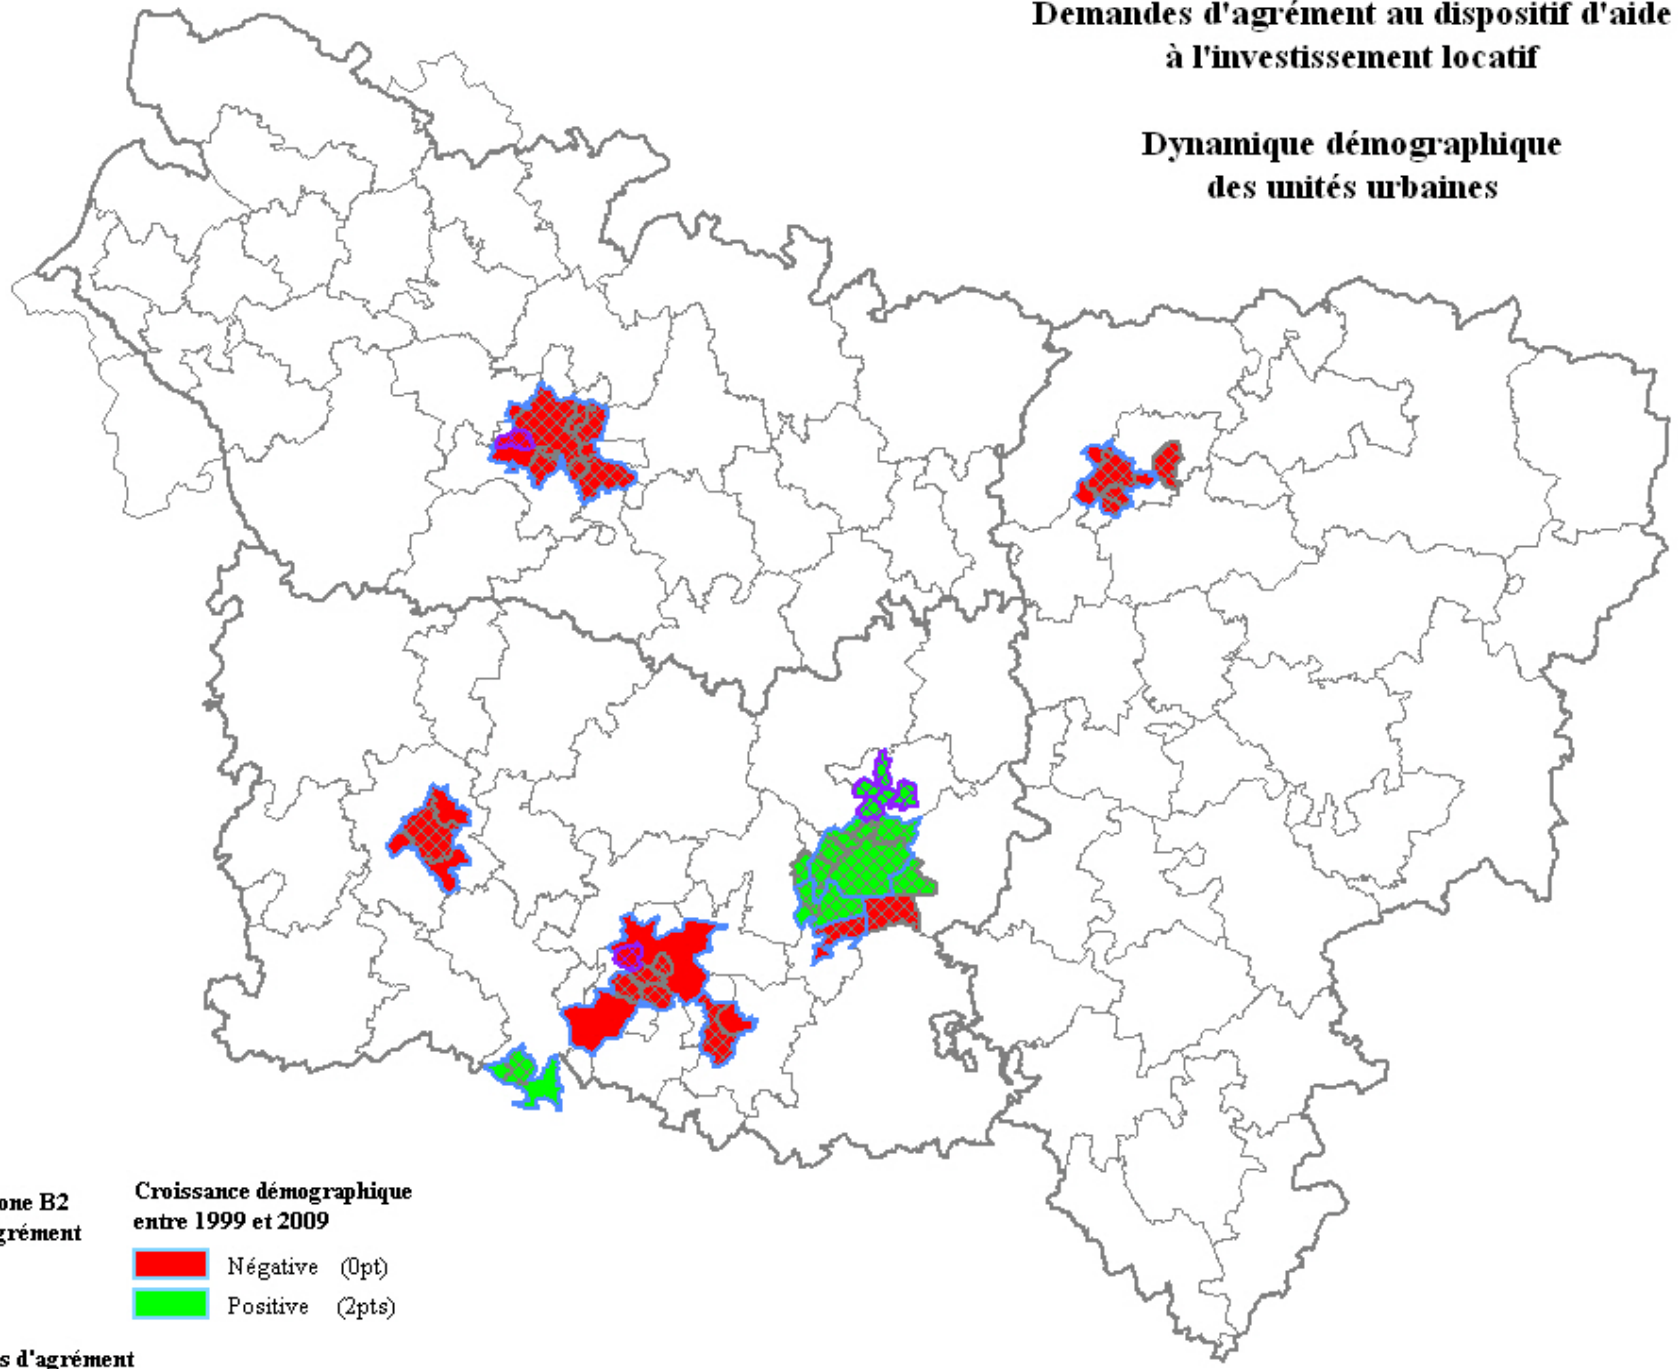 Demandes d'agrément au dispositif d'aide
à l'investissement locatif
Dynamique démographique
des unités urbaines
one B2
grément
Croissance démographique
entre 1999 et 2009
Négative (0pt)
Positive (2pts)
s d'agrément